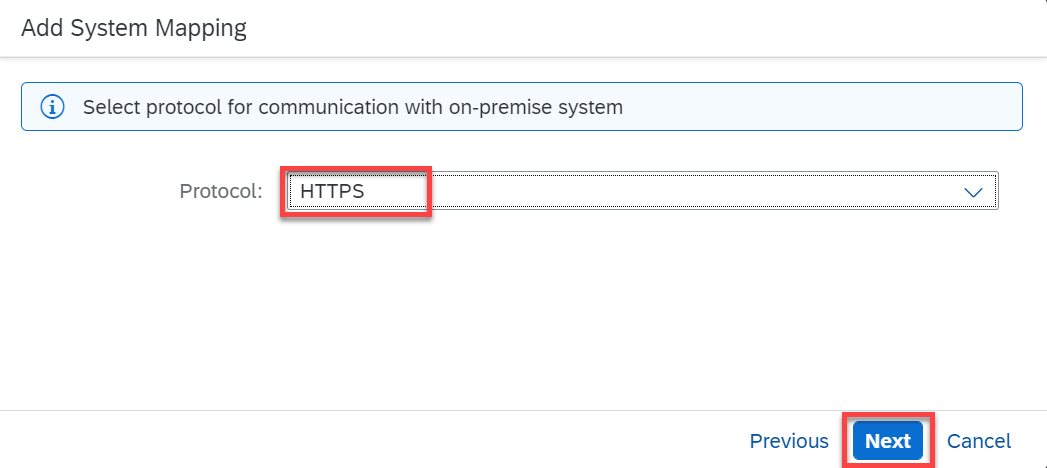 Add System Mapping
Select protocol for communication with on-premise system
Protocol: HTTPS
Previous Next Cancel